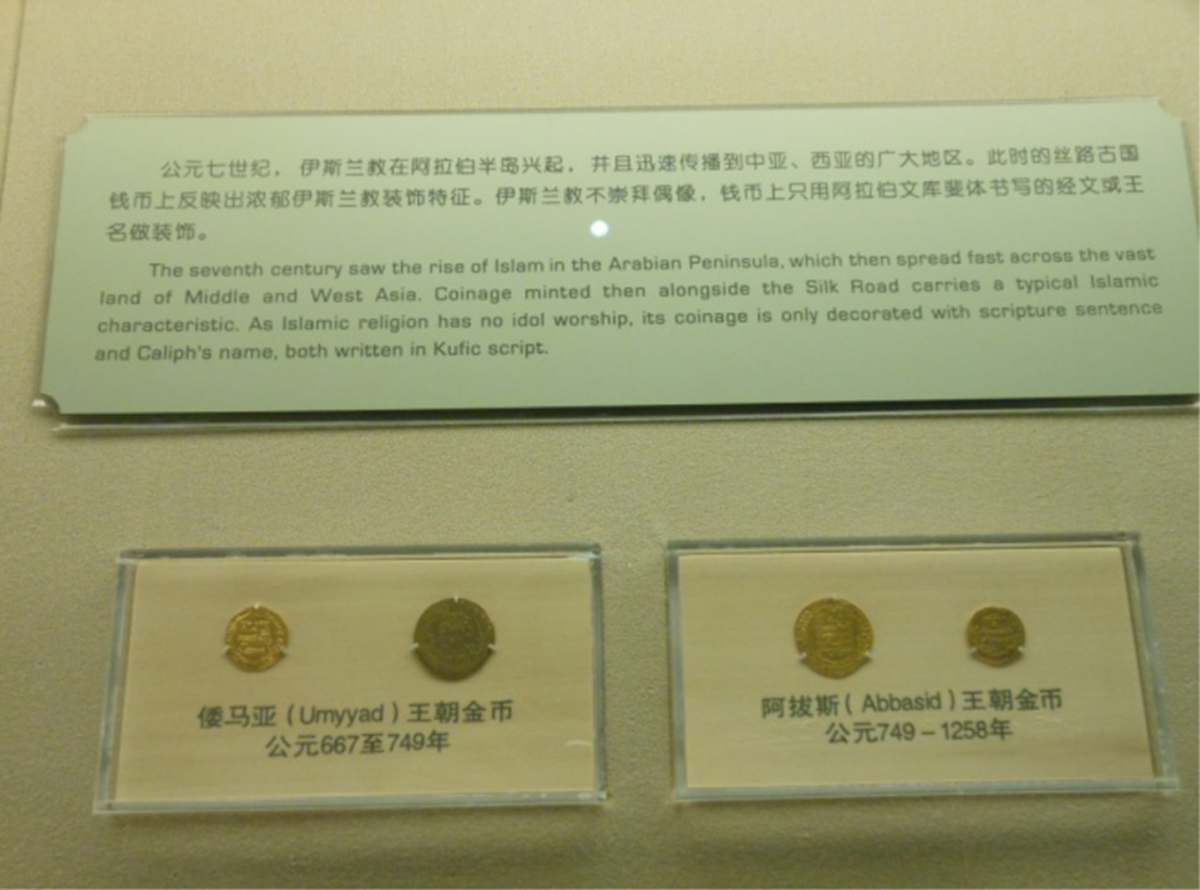 公元七世纪，伊斯兰教在阿拉伯半岛兴起，并且迅速传播到中亚、西亚的广大地区。此时的丝路古国
钱币上反映出浓郁伊斯兰教装饰特征。伊斯兰教不崇拜偶像，钱币上只用阿拉伯文库斐体书写的经文或王
名做装饰。
The seventh century saw the rise of Islam in the Arabian Peninsula, which then spread fast across the vast
land of Middle and West Asia. Coinage minted then alongside the Silk Road carries a typical Islamic
characteristic. As Islamic religion has no idol worship, its coinage is only decorated with scripture sentence
and Caliph's name, both written in Kufic script.
倭马亚（Umyyad）王朝金币
公元667至749年
阿拔斯（Abbasid）王朝金币
公元749－1258年